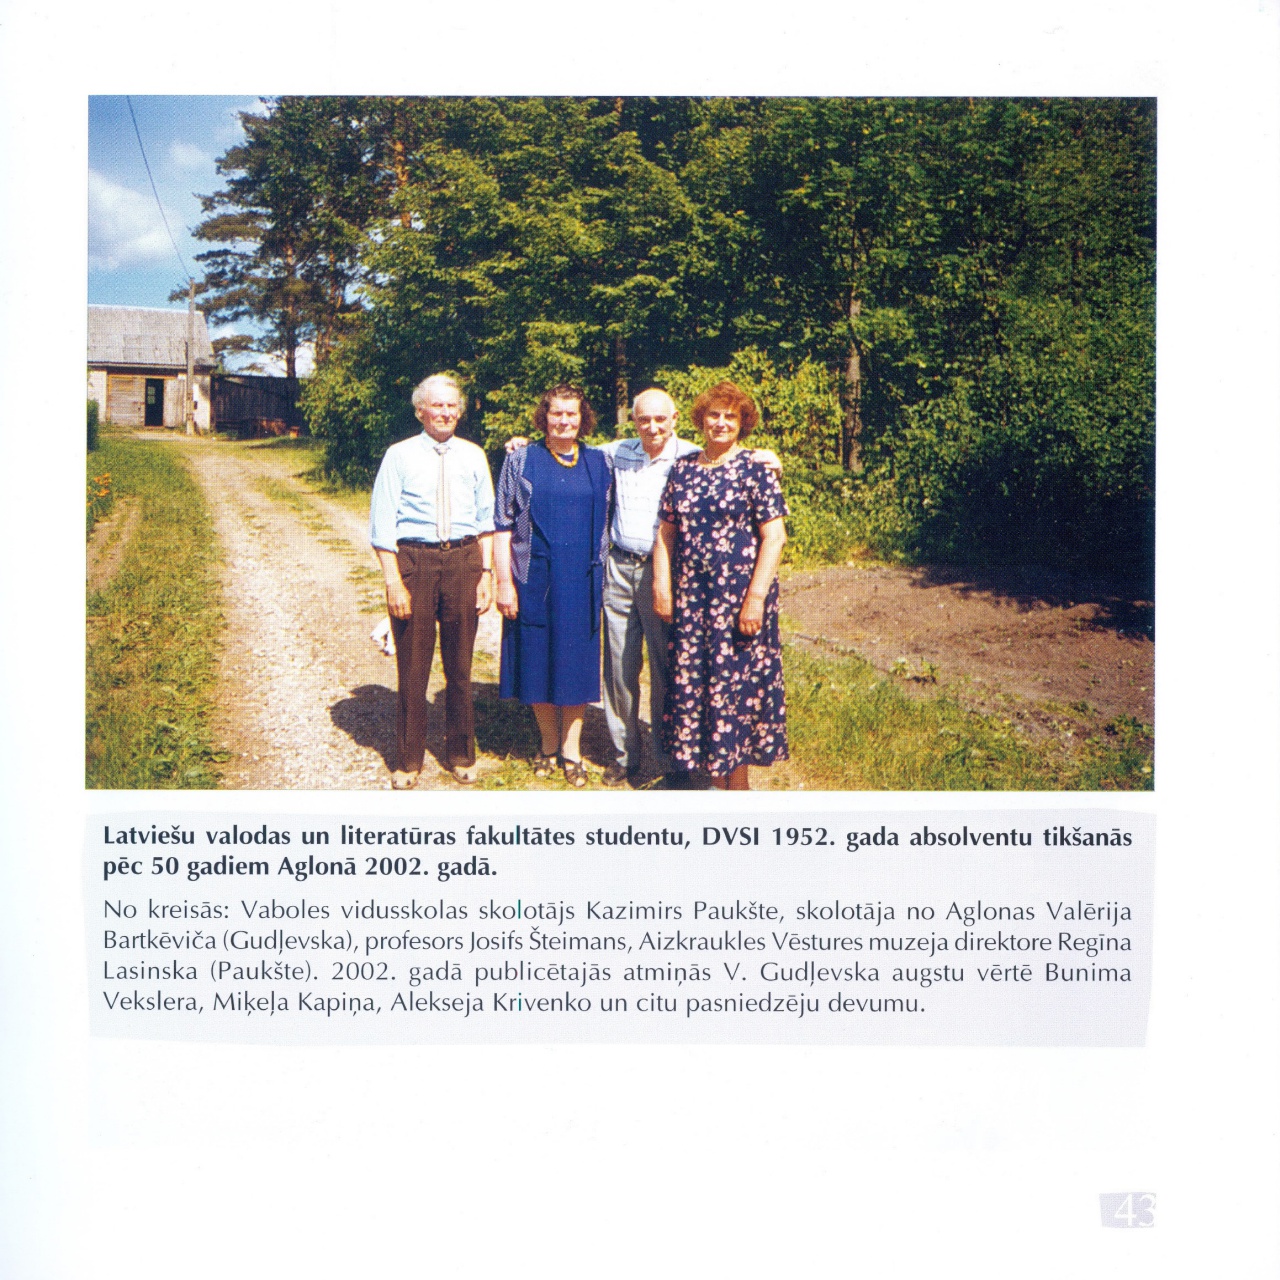 Latviešu valodas un literatūras fakultātes studentu, DVSI 1952. gada absolventu tikšanās
pēc 50 gadiem Aglonā 2002. gadā.
No kreisās: Vaboles vidusskolas skolotājs Kazimirs Paukšte, skolotāja no Aglonas Valērija
Bartkēviča (Gudļevska), profesors Josifs Šteimans, Aizkraukles Vēstures muzeja direktore Regīna
Lasinska (Paukšte). 2002. gadā publicētajās atmiņās V. Gudļevska augstu vērtē Bunima
Vekslera, Miķeļa Kapiņa, Alekseja Krivenko un citu pasniedzēju devumu.
43